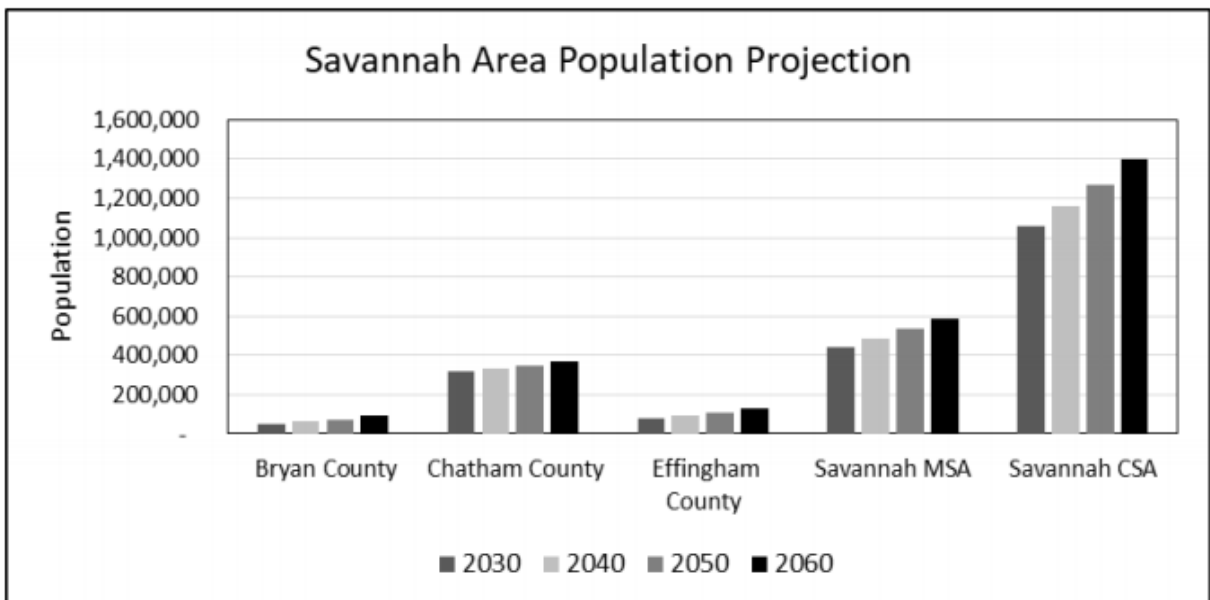 Savannah Area Population Projection
Population
1,600,000
1,400,000
1,200,000
1,000,000
800,000
600,000
400,000
200,000
-
Bryan County
Chatham County
Effingham
County
Savannah MSA
Savannah CSA
2030
2040
2050
2060